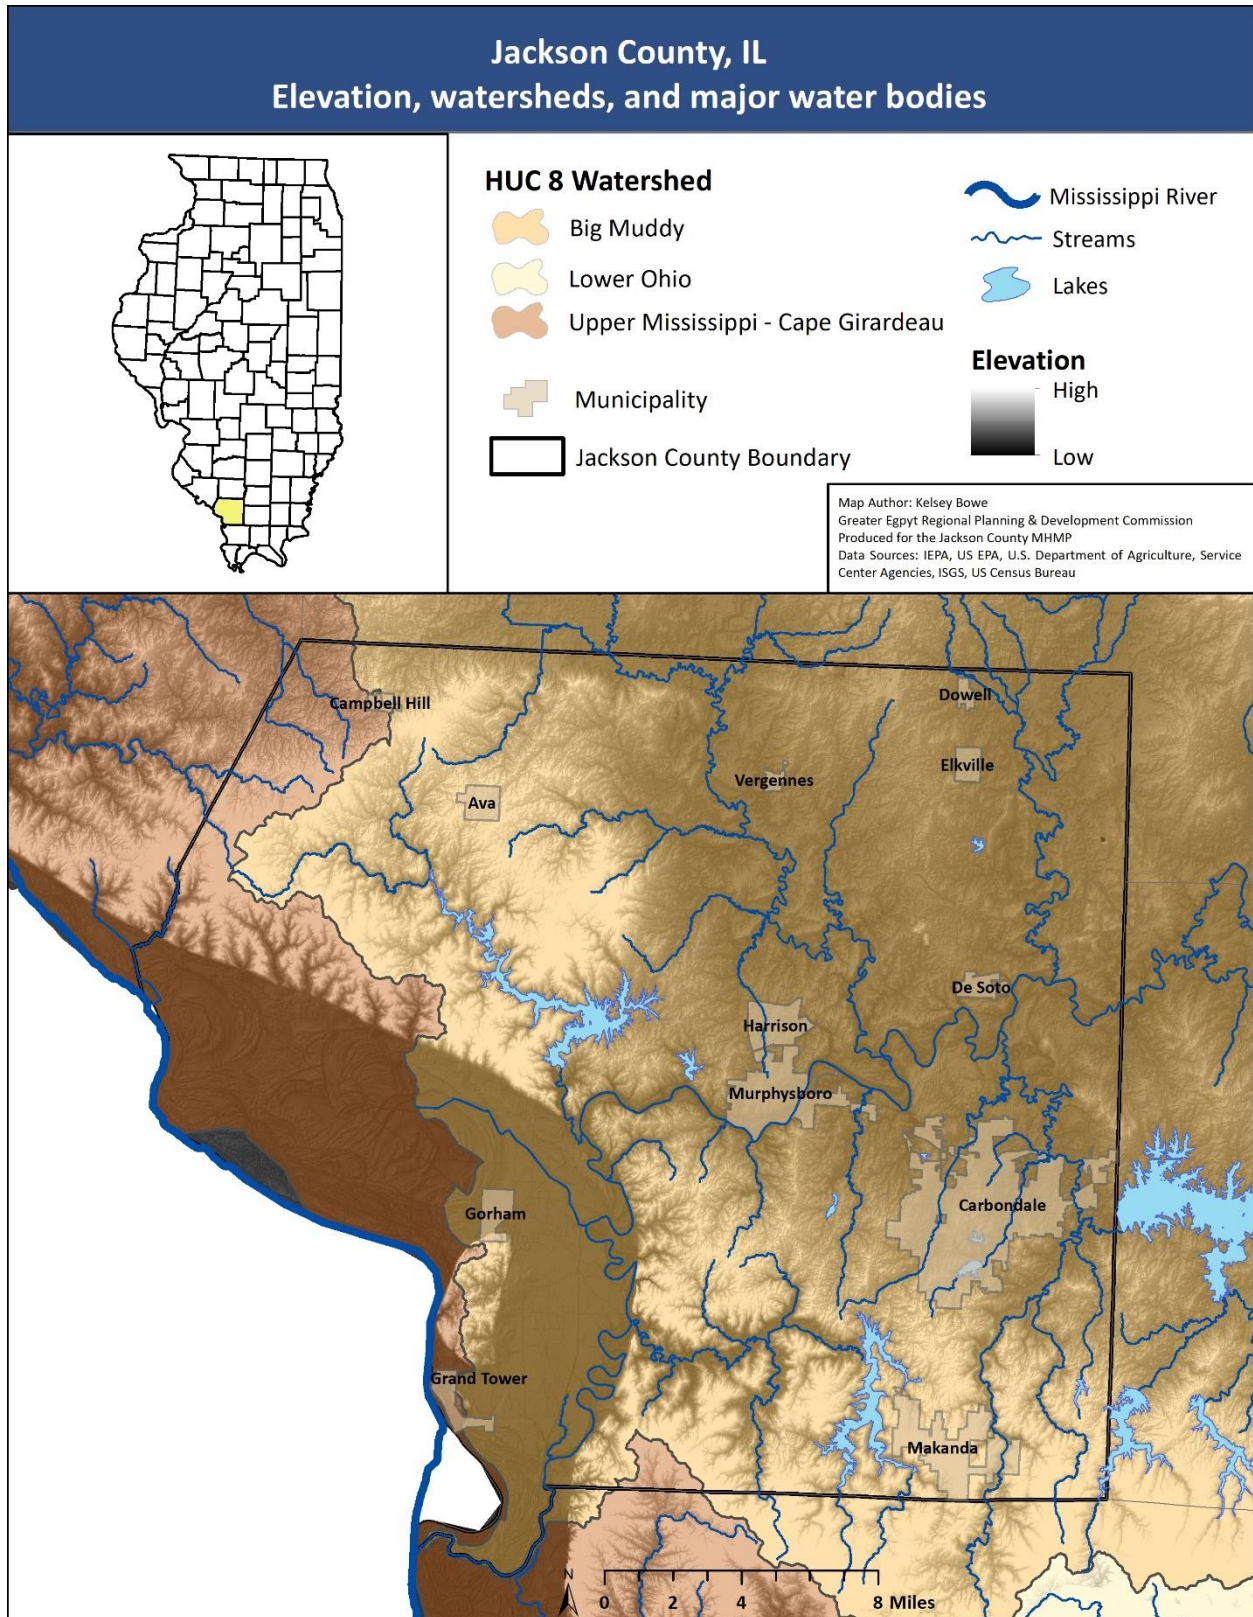 Jackson County, IL
Elevation, watersheds, and major water bodies
HUC 8 Watershed
Big Muddy
Lower Ohio
Upper Mississippi - Cape Girardeau
Municipality
Jackson County Boundary
Mississippi River
Streams
Lakes
Elevation
High
Low
Map Author: Kelsey Bowe
Greater Egpyt Regional Planning & Development Commission
Produced for the Jackson County MHMP
Data Sources: IEPA, US EPA, U.S. Department of Agriculture, Service
Center Agencies, ISGS, US Census Bureau
Campbell Hill
Dowell
Vergennes
Elkville
Ava
De Soto
Harrison
Murphysboro
Carbondale
Gorham
Grand Tower
Makanda
N
0 2 4 8 Miles